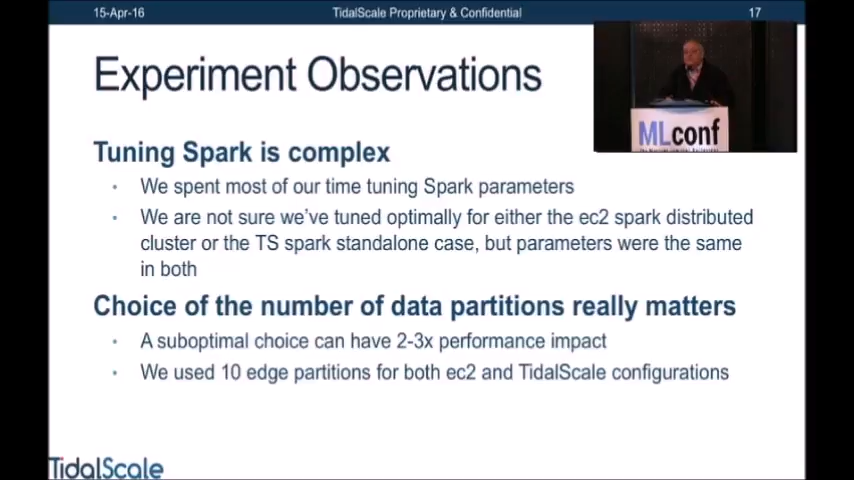 15-Apr-16 TidalScale Proprietary & Confidential 17
Experiment Observations
MLconf
Tuning Spark is complex
• We spent most of our time tuning Spark parameters
• We are not sure we've tuned optimally for either the ec2 spark distributed
cluster or the TS spark standalone case, but parameters were the same
in both
Choice of the number of data partitions really matters
• A suboptimal choice can have 2-3x performance impact
• We used 10 edge partitions for both ec2 and TidalScale configurations
TidalScale